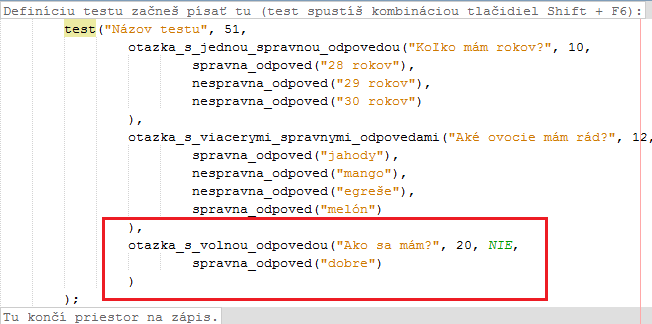 Definíciu testu začneš písať tu (test spustíš kombináciou tlačidiel Shift + F6):
test("Názov testu", 51,
otazka_s_jednou_spravnou_odpovedou("Koľko mám rokov?", 10,
spravna_odpoved("28 rokov"),
nespravna_odpoved("29 rokov"),
nespravna_odpoved("30 rokov")
),
otazka_s_viacerymi_spravnymi_odpovedami("Aké ovocie mám rád?", 12,
spravna_odpoved("jahody"),
nespravna_odpoved("mango"),
nespravna_odpoved("egreše"),
spravna_odpoved("melón")
),
otazka_s_volnou_odpovedou("Ako sa mám?", 20, NIE,
spravna_odpoved("dobre")
)
);
Tu končí priestor na zápis.